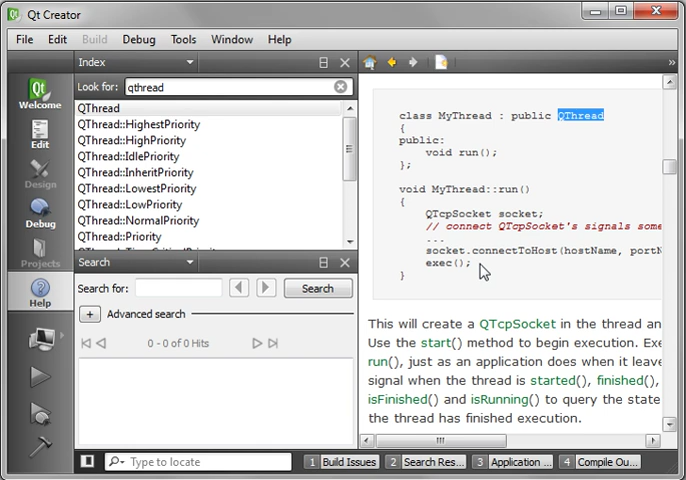 Qt Creator
File Edit Build Debug Tools Window Help
Index
Look for: qthread
QThread
QThread::HighestPriority
QThread::HighPriority
QThread::IdlePriority
QThread::InheritPriority
QThread::LowestPriority
QThread::LowPriority
QThread::NormalPriority
QThread::Priority
Search
Search for: Search
Advanced search
0 - 0 of 0 Hits
Qt
Welcome
Edit
Design
Debug
Projects
Help
class MyThread : public QThread
{
public:
void run();
};
void MyThread::run()
{
QTcpSocket socket;
// connect QTcpSocket's signals some
...
socket.connectToHost(hostName, portN
exec();
}
This will create a QTcpSocket in the thread an
Use the start() method to begin execution. Exe
run(), just as an application does when it leave
signal when the thread is started(), finished(),
isFinished() and isRunning() to query the state
the thread has finished execution.
Type to locate 1 Build Issues 2 Search Res... 3 Application ... 4 Compile Ou...